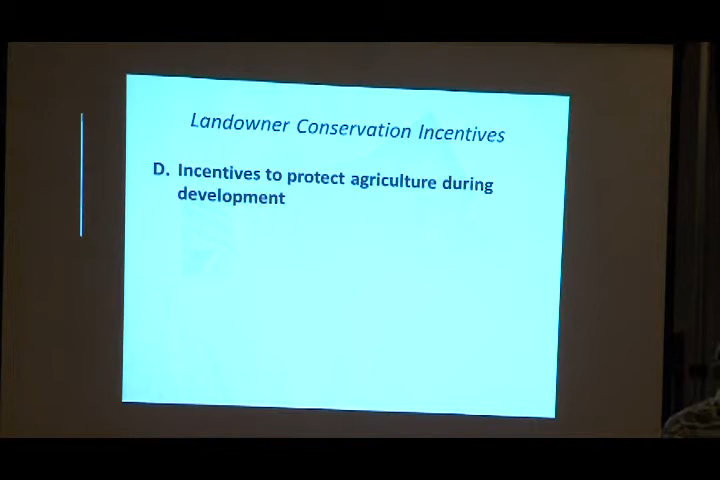 Landowner Conservation Incentives
D. Incentives to protect agriculture during
development